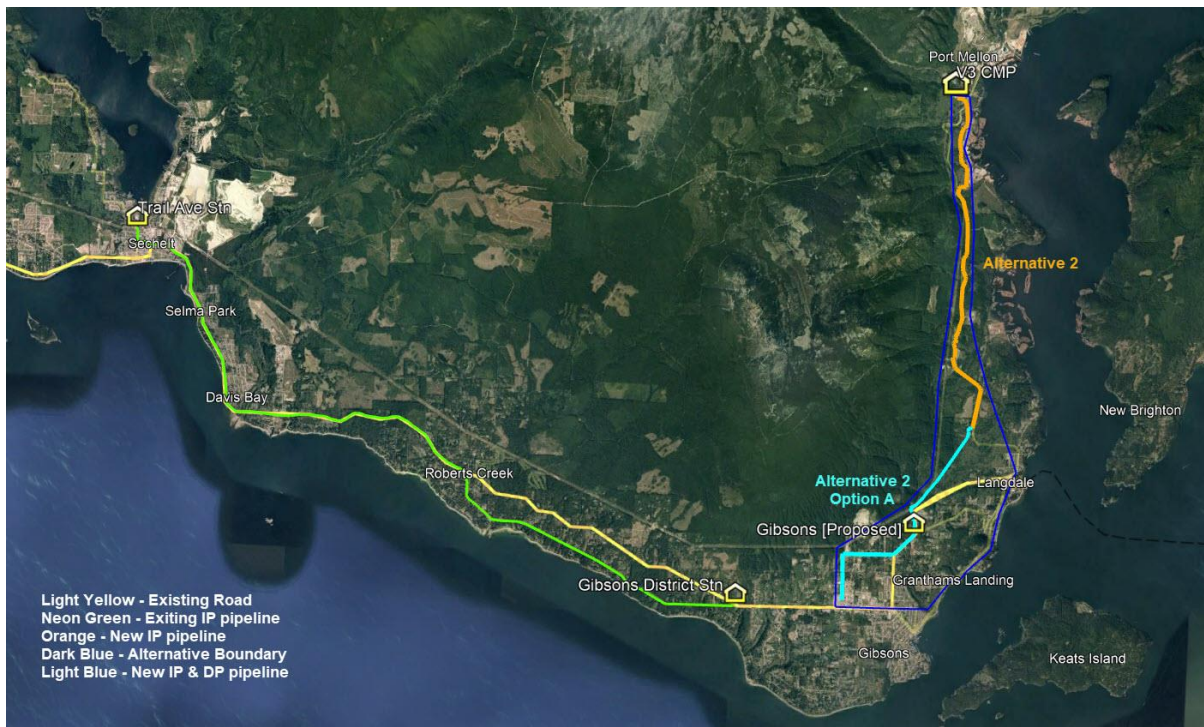 Port Mellon
V3 CMP
Trail Ave Stn
Sechelt
Alternative 2
Selma Park
Davis Bay
New Brighton
Roberts Creek
Alternative 2
Option A
Langdale
Gibsons [Proposed]
Gibsons District Stn
Granthams Landing
Light Yellow - Existing Road
Neon Green - Exiting IP pipeline
Orange - New IP pipeline
Dark Blue - Alternative Boundary
Light Blue - New IP & DP pipeline
Gibsons
Keats Island